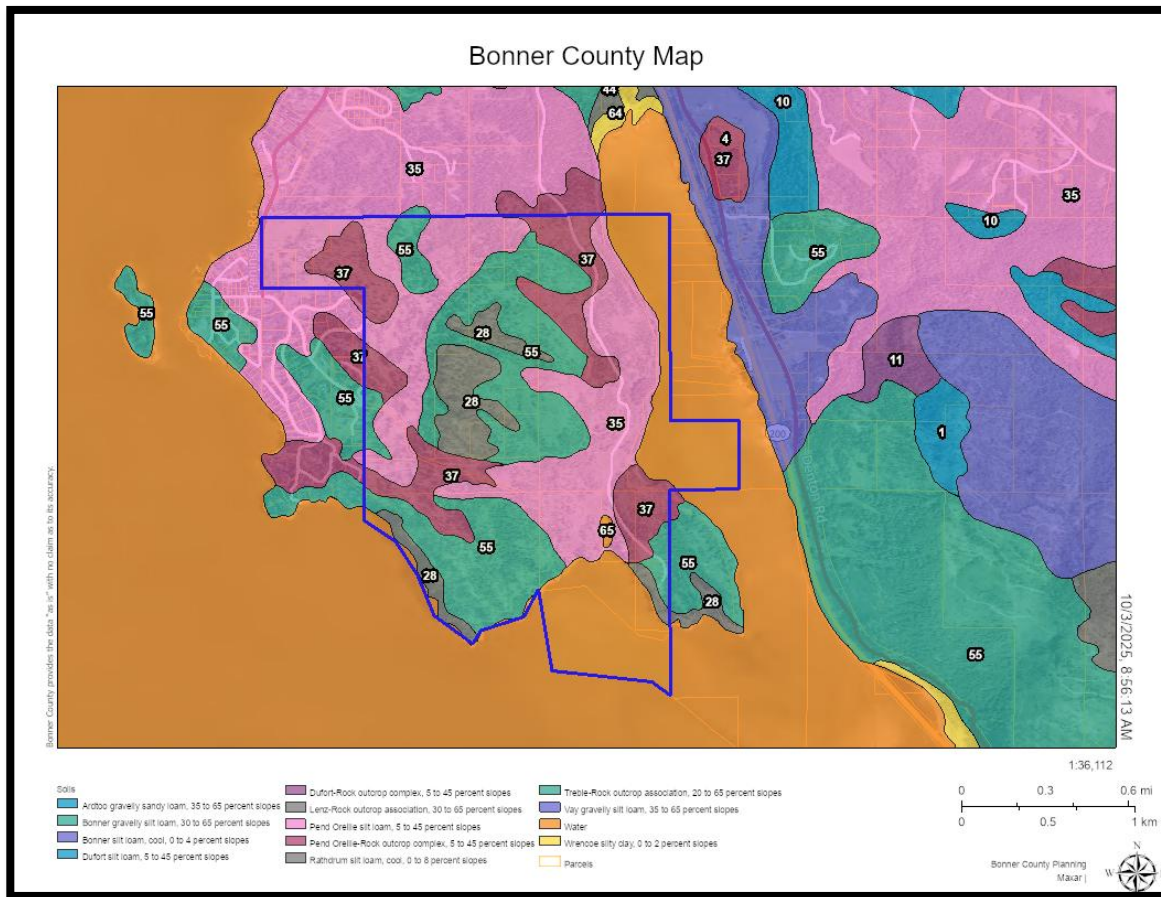 Bonner County Map
44
64
10
4
37
35
35
10
55
55
37
37
55
55
28
55
37
11
55
28
35
1
37
37
65
55
55
28
28
55
200
Rd
Bonner County provides the data "as is" with no claim as to its accuracy.
10/3/2025, 8:56:13 AM
1:36,112
Soils
Ardtoo gravelly sandy loam, 35 to 65 percent slopes
Bonner gravelly silt loam, 30 to 65 percent slopes
Bonner silt loam, cool, 0 to 4 percent slopes
Dufort silt loam, 5 to 45 percent slopes
Dufort-Rock outcrop complex, 5 to 45 percent slopes
Lenz-Rock outcrop association, 30 to 65 percent slopes
Pend Oreille silt loam, 5 to 45 percent slopes
Pend Oreille-Rock outcrop complex, 5 to 45 percent slopes
Rathdrum silt loam, cool, 0 to 8 percent slopes
Treble-Rock outcrop association, 20 to 65 percent slopes
Vay gravelly silt loam, 35 to 65 percent slopes
Water
Wrencoe silty clay, 0 to 2 percent slopes
Parcels
0 0.3 0.6 mi
0 0.5 1 km
Bonner County Planning
Maxar |
N
W